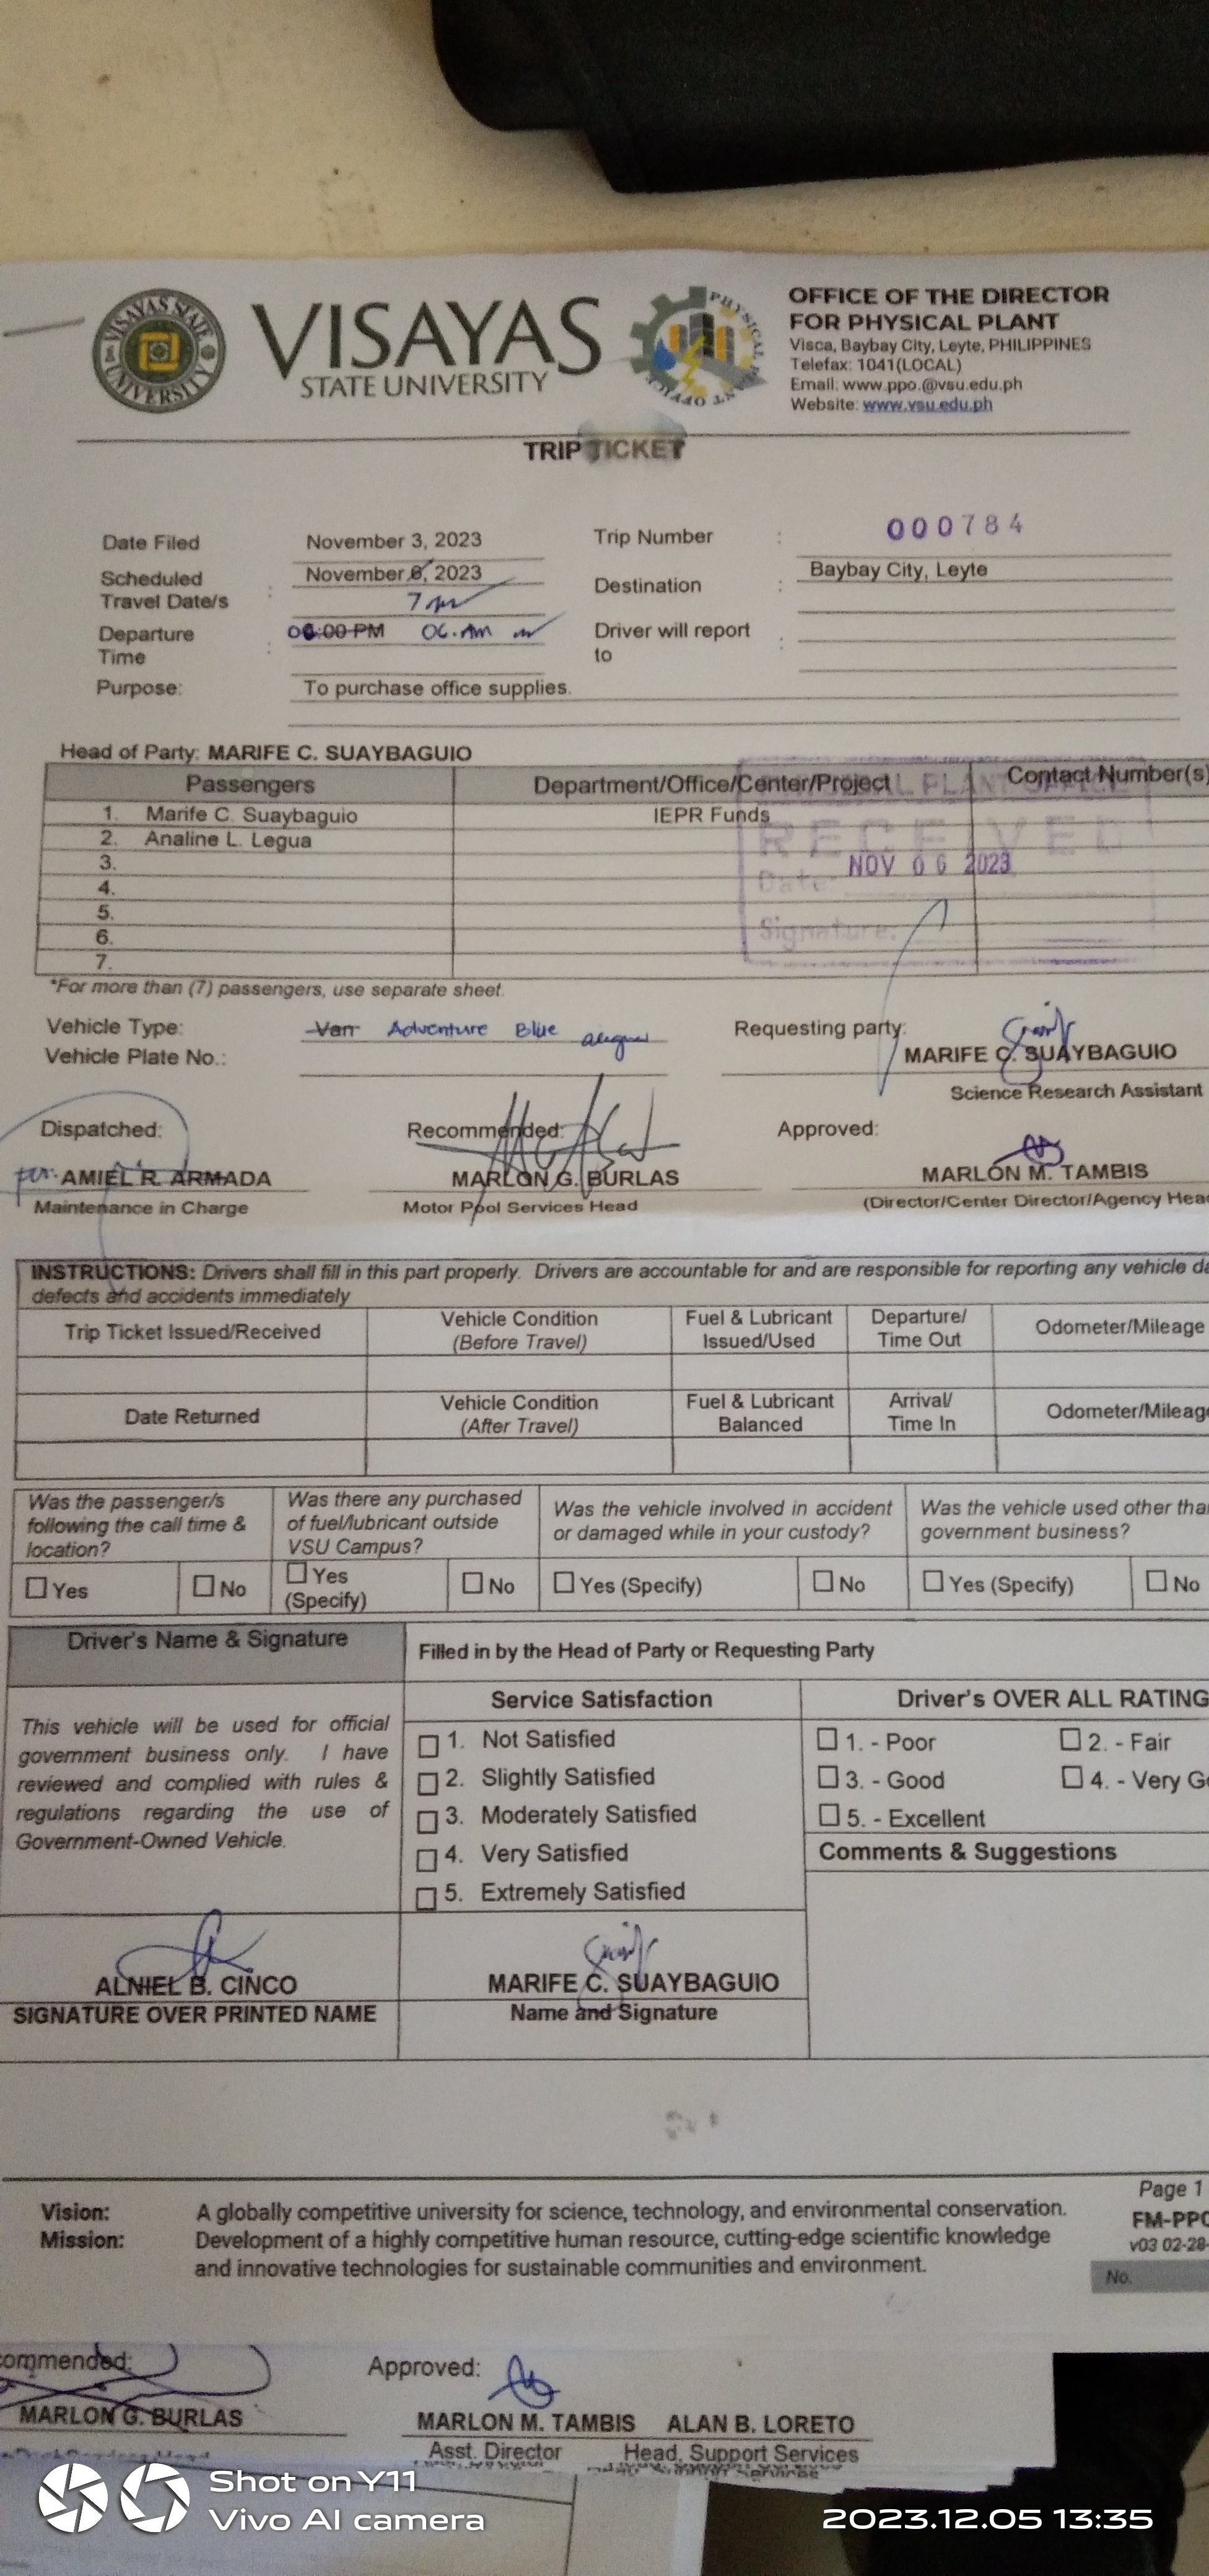 VISAYAS STATE UNIVERSITY
VISAYAS
STATE UNIVERSITY
PHYSICAL PLANT OFFICE
OFFICE OF THE DIRECTOR
FOR PHYSICAL PLANT
Visca, Baybay City, Leyte, PHILIPPINES
Telefax: 1041(LOCAL)
Email: www.ppo.@vsu.edu.ph
Website: www.vsu.edu.ph
TRIP TICKET
Date Filed November 3, 2023 Trip Number : 000784
Scheduled Travel Date/s : November 6, 2023 7 Destination : Baybay City, Leyte
Departure Time : 06:00 PM 06.AM Driver will report to :
Purpose: To purchase office supplies.
Head of Party: MARIFE C. SUAYBAGUIO
Passengers Department/Office/Center/Project Contact Number(s)
1. Marife C. Suaybaguio IEPR Funds
2. Analine L. Legua
3.
4.
5.
6.
7.
PHYSICAL PLANT OFFICE
RECEIVED
Date: NOV 06 2023
Signature:
*For more than (7) passengers, use separate sheet.
Vehicle Type: Van Adventure Blue Requesting party:
Vehicle Plate No.: MARIFE C. SUAYBAGUIO
Science Research Assistant
Dispatched: Recommended: Approved:
for: AMIEL R. ARMADA MARLON G. BURLAS MARLON M. TAMBIS
Maintenance in Charge Motor Pool Services Head (Director/Center Director/Agency Hea
INSTRUCTIONS: Drivers shall fill in this part properly. Drivers are accountable for and are responsible for reporting any vehicle da
defects and accidents immediately
Trip Ticket Issued/Received Vehicle Condition (Before Travel) Fuel & Lubricant Issued/Used Departure/ Time Out Odometer/Mileage
Date Returned Vehicle Condition (After Travel) Fuel & Lubricant Balanced Arrival/ Time In Odometer/Mileag
Was the passenger/s following the call time & location? Was there any purchased of fuel/lubricant outside VSU Campus? Was the vehicle involved in accident or damaged while in your custody? Was the vehicle used other tha government business?
Yes No Yes (Specify) No Yes (Specify) No Yes (Specify) No
Driver's Name & Signature Filled in by the Head of Party or Requesting Party
Service Satisfaction Driver's OVER ALL RATING
This vehicle will be used for official
government business only. I have
reviewed and complied with rules &
regulations regarding the use of
Government-Owned Vehicle.
1. Not Satisfied
2. Slightly Satisfied
3. Moderately Satisfied
4. Very Satisfied
5. Extremely Satisfied
1. - Poor 2. - Fair
3. - Good 4. - Very G
5. - Excellent
Comments & Suggestions
ALNIEL B. CINCO MARIFE C. SUAYBAGUIO
SIGNATURE OVER PRINTED NAME Name and Signature
Page 1
Vision: A globally competitive university for science, technology, and environmental conservation.
Mission: Development of a highly competitive human resource, cutting-edge scientific knowledge
and innovative technologies for sustainable communities and environment.
FM-PPO
v03 02-28-
No.
ommended: Approved:
MARLON G. BURLAS MARLON M. TAMBIS ALAN B. LORETO
Asst. Director Head, Support Services
Shot on Y11
Vivo AI camera
2023.12.05 13:35